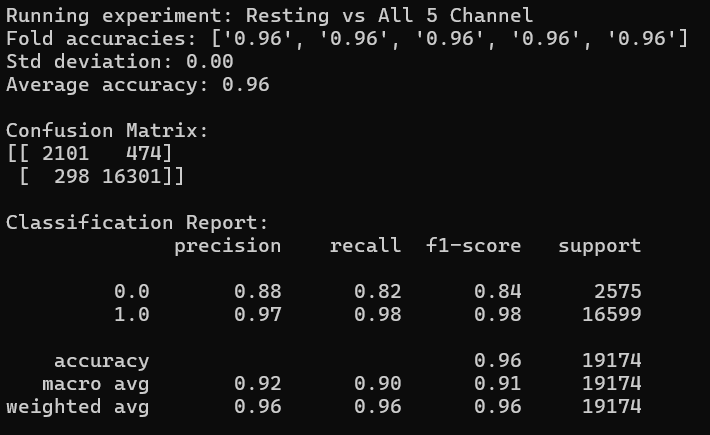 Running experiment: Resting vs All 5 Channel
Fold accuracies: ['0.96', '0.96', '0.96', '0.96', '0.96']
Std deviation: 0.00
Average accuracy: 0.96

Confusion Matrix:
[[ 2101   474]
 [  298 16301]]

Classification Report:
              precision    recall  f1-score   support

         0.0       0.88      0.82      0.84      2575
         1.0       0.97      0.98      0.98     16599

    accuracy                           0.96     19174
   macro avg       0.92      0.90      0.91     19174
weighted avg       0.96      0.96      0.96     19174